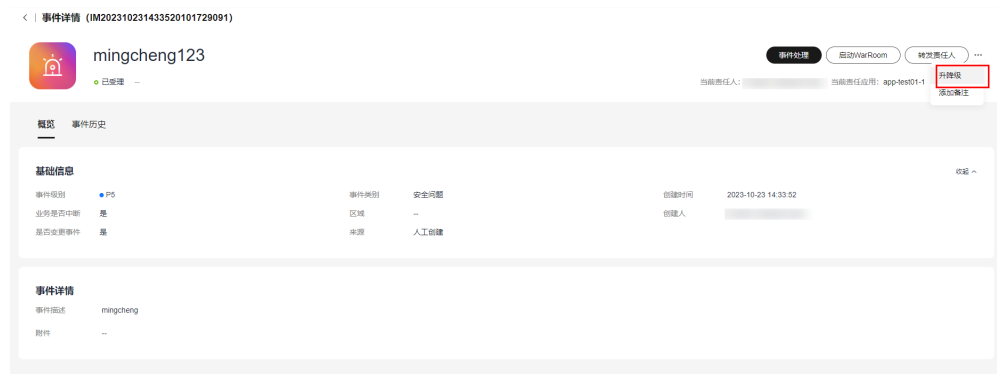 事件详情（IM20231023143352010172909​1）
mingcheng123
事件处理 启动WarRoom 转发责任人 ...
已受理 --
当前责任人： 当前责任应用：app-test01-1
升降级
添加备注
概览 事件历史
基础信息 收起
事件级别 P5 事件类别 安全问题 创建时间 2023-10-23 14:33:52
业务是否中断 是 区域 -- 创建人
是否变更事件 是 来源 人工创建
事件详情
事件描述 mingcheng
附件 --